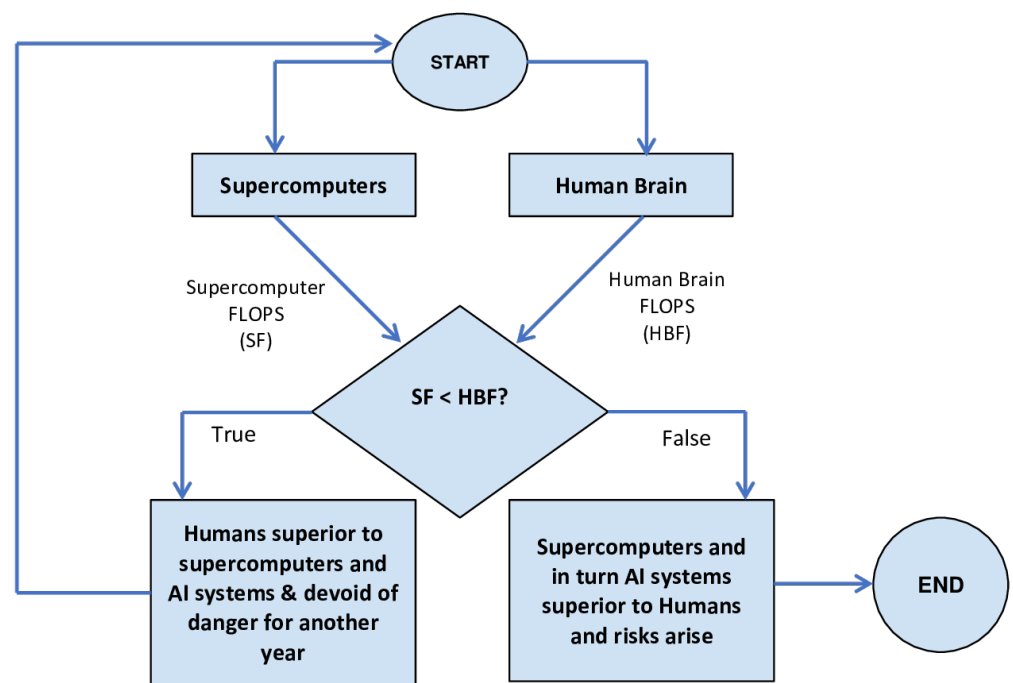 START
Supercomputers
Human Brain
Supercomputer
FLOPS
(SF)
Human Brain
FLOPS
(HBF)
SF < HBF?
True
False
Humans superior to
supercomputers and
AI systems & devoid of
danger for another
year
Supercomputers and
in turn AI systems
superior to Humans
and risks arise
END